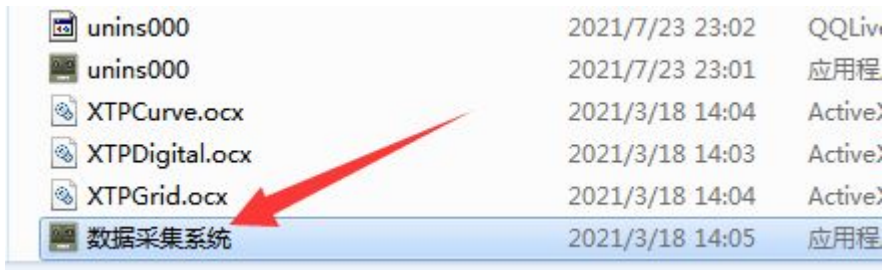 unins000 2021/7/23 23:02 QQLive
unins000 2021/7/23 23:01 应用程
XTPCurve.ocx 2021/3/18 14:04 ActiveX
XTPDigital.ocx 2021/3/18 14:03 ActiveX
XTPGrid.ocx 2021/3/18 14:04 ActiveX
数据采集系统 2021/3/18 14:05 应用程